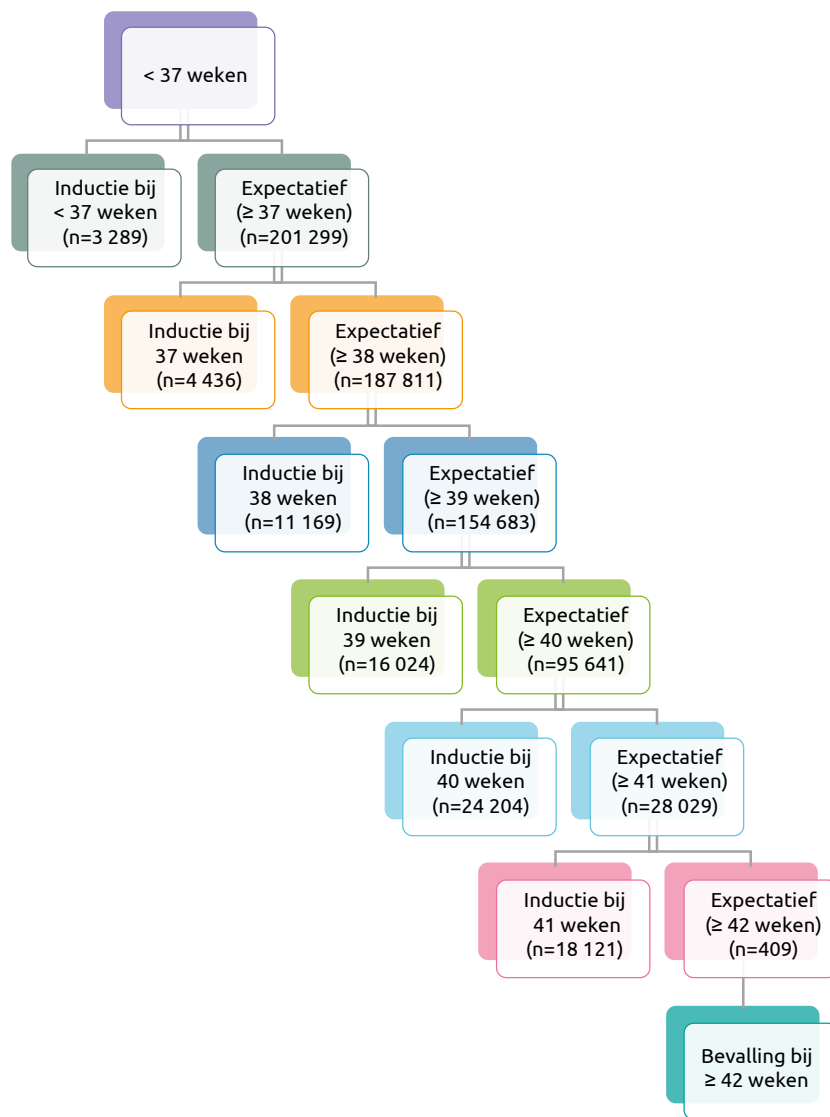 < 37 weken
Inductie bij
< 37 weken
(n=3 289)
Expectatief
(≥ 37 weken)
(n=201 299)
Inductie bij
37 weken
(n=4 436)
Expectatief
(≥ 38 weken)
(n=187 811)
Inductie bij
38 weken
(n=11 169)
Expectatief
(≥ 39 weken)
(n=154 683)
Inductie bij
39 weken
(n=16 024)
Expectatief
(≥ 40 weken)
(n=95 641)
Inductie bij
40 weken
(n=24 204)
Expectatief
(≥ 41 weken)
(n=28 029)
Inductie bij
41 weken
(n=18 121)
Expectatief
(≥ 42 weken)
(n=409)
Bevalling bij
≥ 42 weken